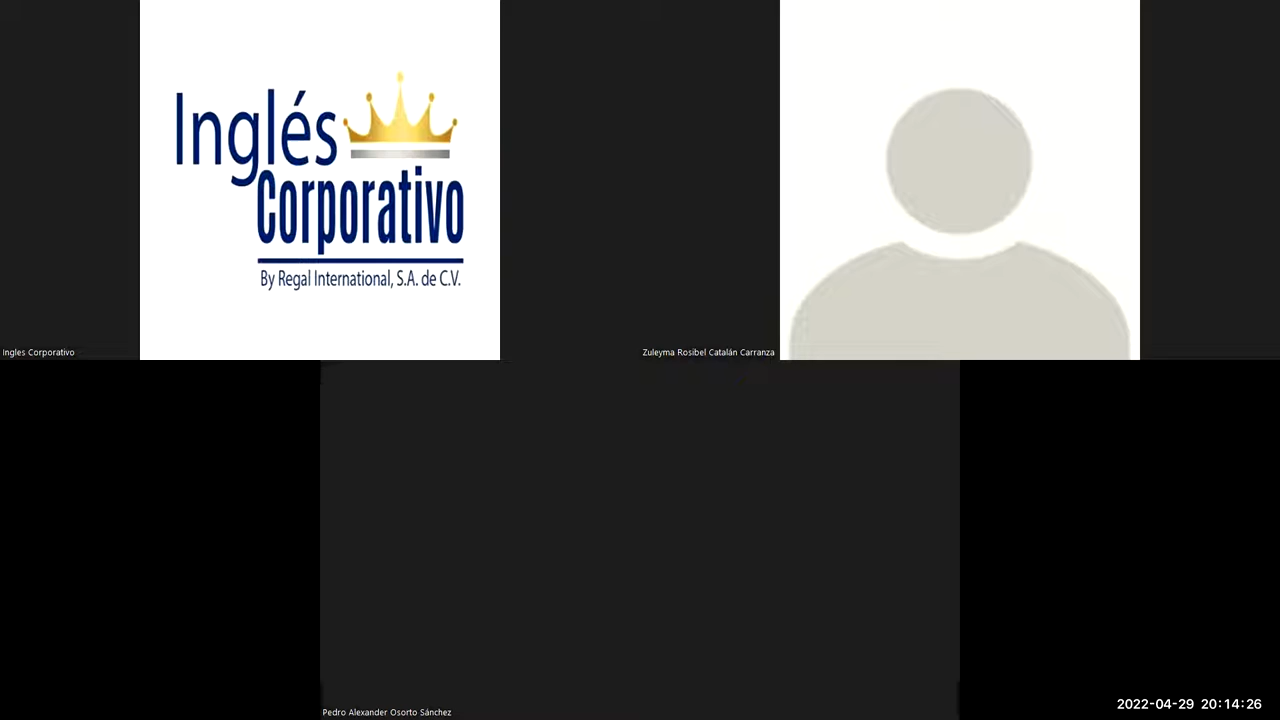 Inglés
Corporativo
By Regal International, S.A. de C.V.
Ingles Corporativo
Zuleyma Rosibel Catalán Carranza
Pedro Alexander Osorto Sánchez
2022-04-29 20:14:26